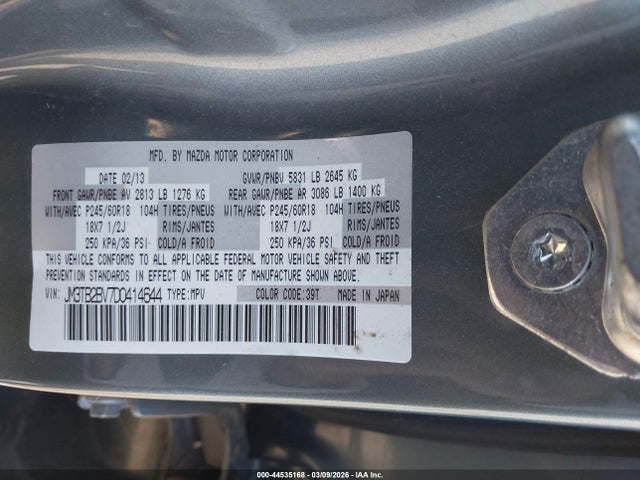 MFD. BY MAZDA MOTOR CORPORATION
DATE 02/13 GVWR/PNBV 5831 LB 2645 KG
FRONT GAWR/PNBE AV 2813 LB 1276 KG REAR GAWR/PNBE AR 3086 LB 1400 KG
WITH/AVEC P245/60R18 104H TIRES/PNEUS WITH/AVEC P245/60R18 104H TIRES/PNEUS
18X7 1/2J RIMS/JANTES 18X7 1/2J RIMS/JANTES
250 KPA/36 PSI COLD/A FROID 250 KPA/36 PSI COLD/A FROID
THIS VEHICLE CONFORMS TO ALL APPLICABLE FEDERAL MOTOR VEHICLE SAFETY AND THEFT
PREVENTION STANDARDS IN EFFECT ON THE DATE OF MANUFACTURE SHOWN ABOVE.
VIN: JM3TB2BV7D0414644 TYPE:MPV COLOR CODE:39T MADE IN JAPAN
000-44535168 03/09/2026 IAA Inc.